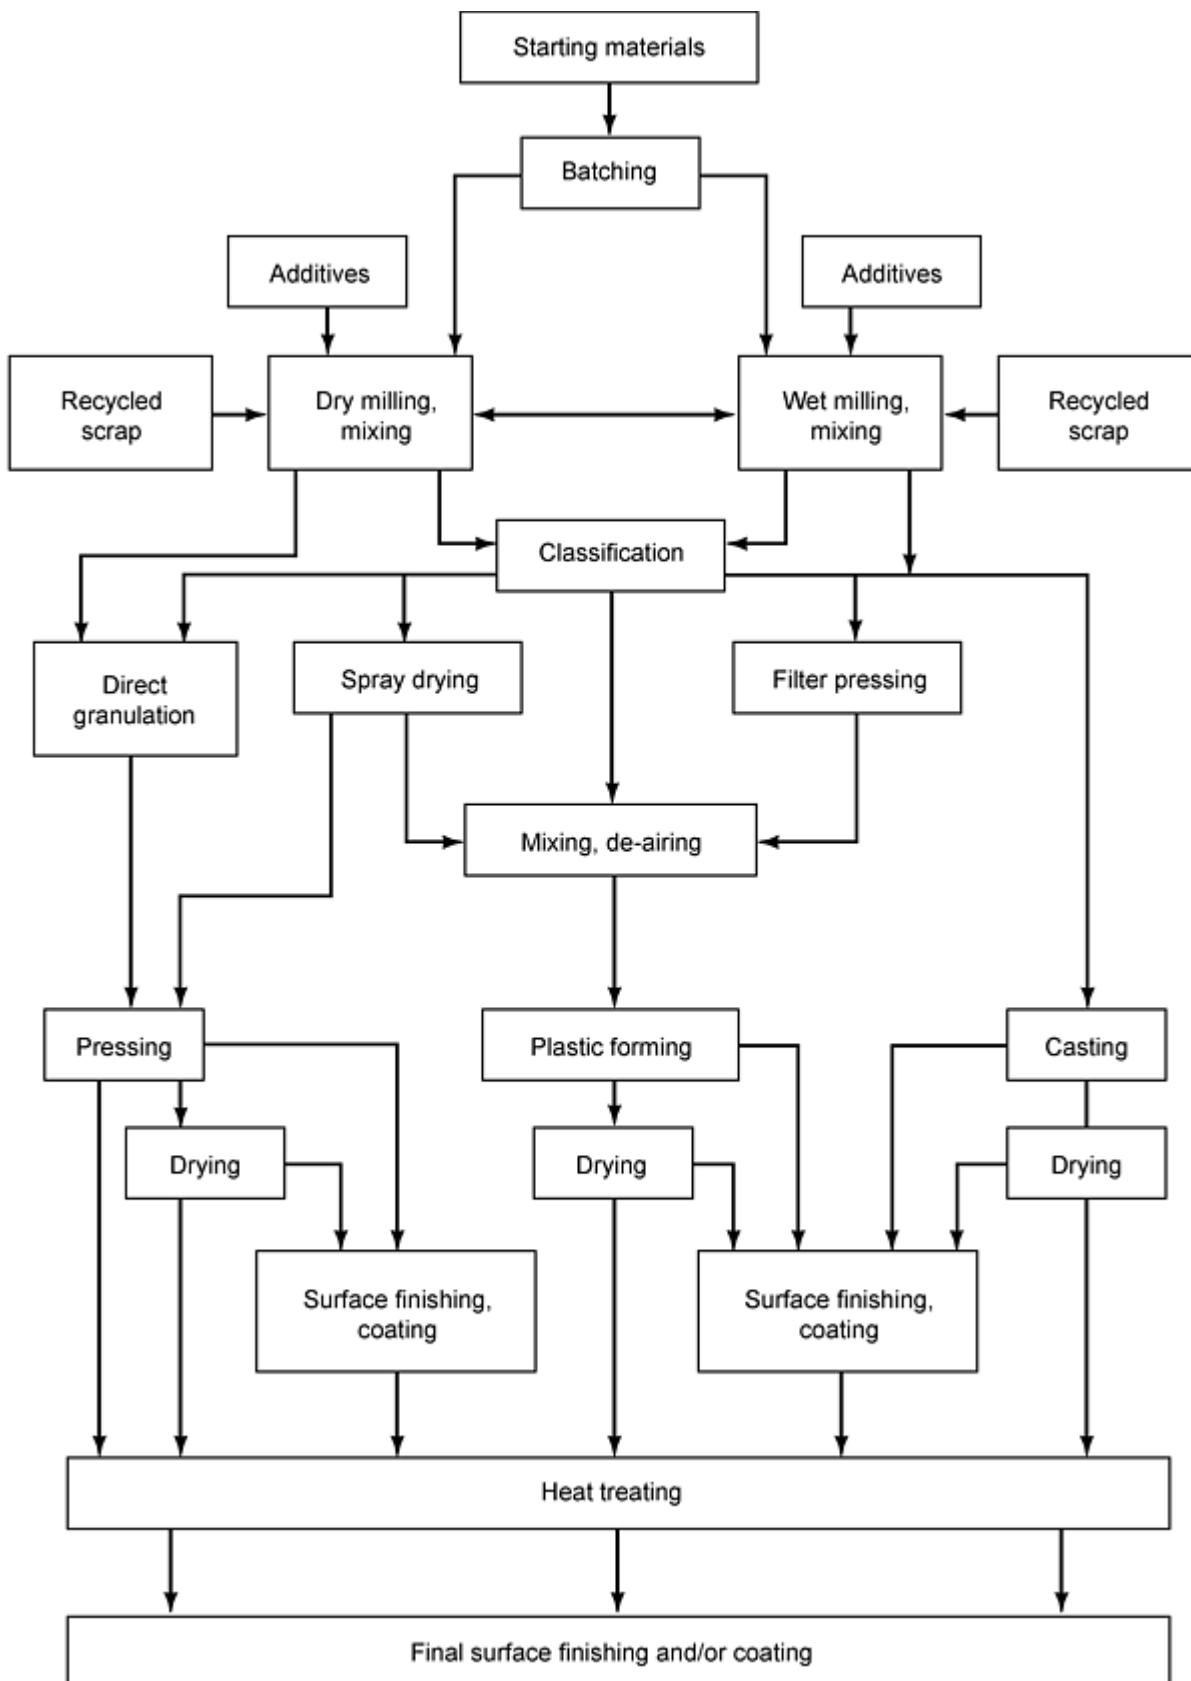 Starting materials
Batching
Additives
Additives
Recycled
scrap
Dry milling,
mixing
Wet milling,
mixing
Recycled
scrap
Classification
Direct
granulation
Spray drying
Filter pressing
Mixing, de-airing
Pressing
Plastic forming
Casting
Drying
Drying
Drying
Surface finishing,
coating
Surface finishing,
coating
Heat treating
Final surface finishing and/or coating